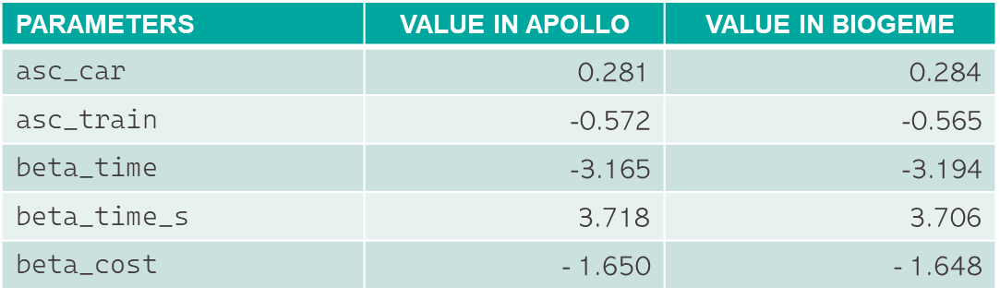 PARAMETERS VALUE IN APOLLO VALUE IN BIOGEME
asc_car 0.281 0.284
asc_train -0.572 -0.565
beta_time -3.165 -3.194
beta_time_s 3.718 3.706
beta_cost - 1.650 - 1.648